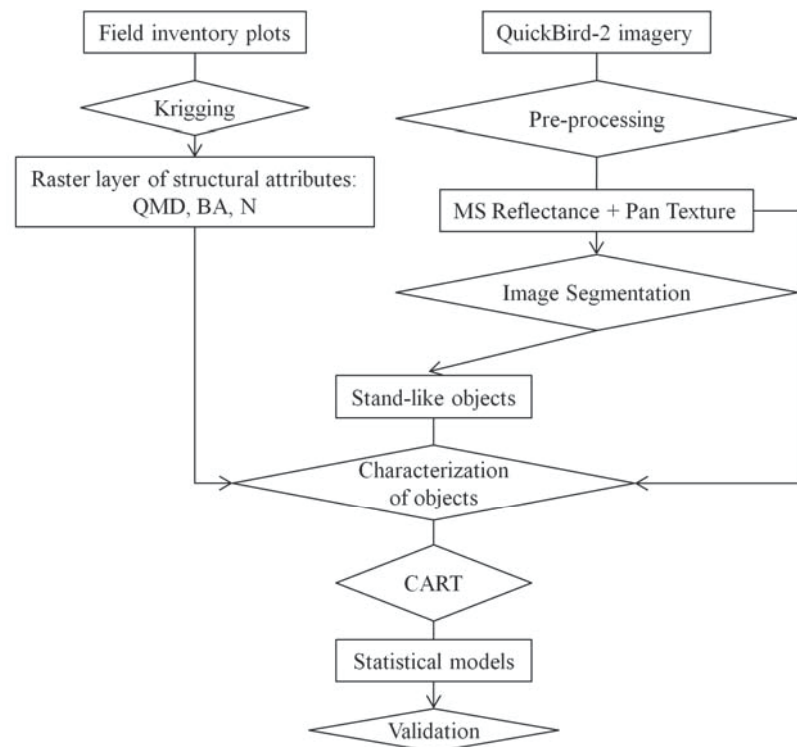 Field inventory plots
QuickBird-2 imagery
Krigging
Pre-processing
Raster layer of structural attributes:
QMD, BA, N
MS Reflectance + Pan Texture
Image Segmentation
Stand-like objects
Characterization
of objects
CART
Statistical models
Validation